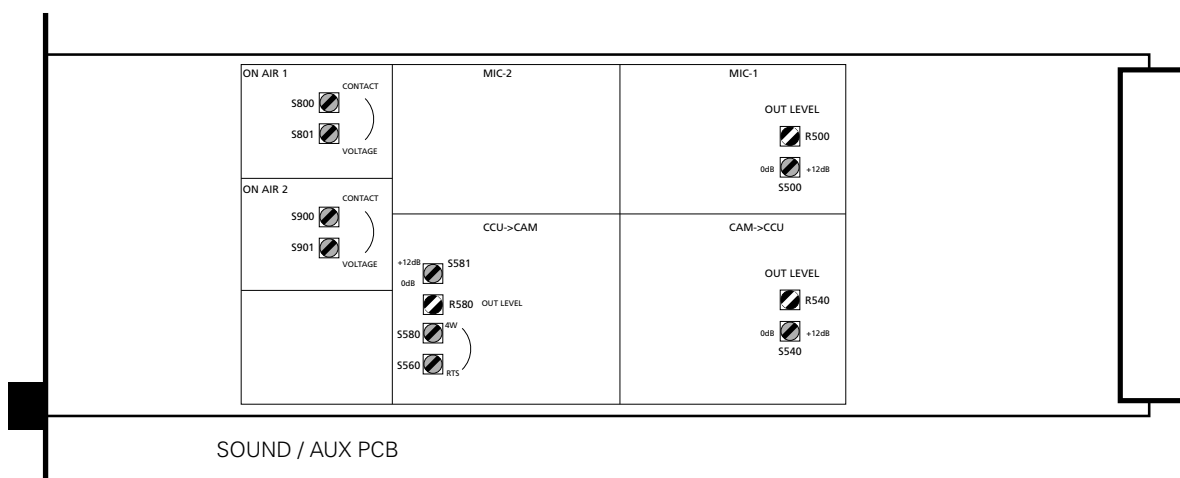 ON AIR 1
CONTACT
S800
S801
VOLTAGE
ON AIR 2
CONTACT
S900
S901
VOLTAGE
MIC-2
MIC-1
OUT LEVEL
R500
0dB +12dB
S500
CCU->CAM
+12dB S581
0dB
R580 OUT LEVEL
S580 4W
S560 RTS
CAM->CCU
OUT LEVEL
R540
0dB +12dB
S540
SOUND / AUX PCB